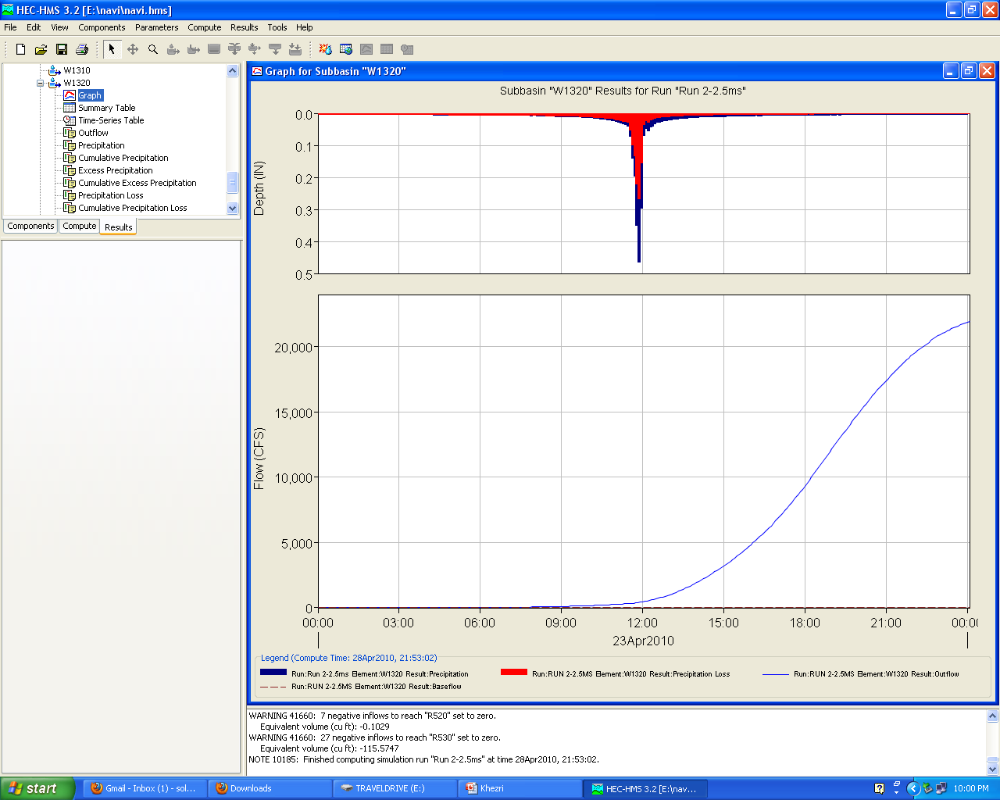 HEC-HMS 3.2 [E:\navi\navi.hms]
File Edit View Components Parameters Compute Results Tools Help
W1310
W1320
Graph
Summary Table
Time-Series Table
Outflow
Precipitation
Cumulative Precipitation
Excess Precipitation
Cumulative Excess Precipitation
Precipitation Loss
Cumulative Precipitation Loss
Components Compute Results
Graph for Subbasin "W1320"
Subbasin "W1320" Results for Run "Run 2-2.5ms"
0.0
0.1
0.2
0.3
0.4
0.5
Depth (IN)
20,000
15,000
10,000
5,000
0
Flow (CFS)
00:00 03:00 06:00 09:00 12:00 15:00 18:00 21:00 00:0
23Apr2010
Legend (Compute Time: 28Apr2010, 21:53:02)
Run:Run 2-2.5ms Element:W1320 Result:Precipitation
Run:RUN 2-2.5MS Element:W1320 Result:Precipitation Loss
Run:RUN 2-2.5MS Element:W1320 Result:Outflow
Run:RUN 2-2.5MS Element:W1320 Result:Baseflow
WARNING 41660: 7 negative inflows to reach "R520" set to zero.
Equivalent volume (cu ft): -0.1029
WARNING 41660: 27 negative inflows to reach "R530" set to zero.
Equivalent volume (cu ft): -115.5747
NOTE 10185: Finished computing simulation run "Run 2-2.5ms" at time 28Apr2010, 21:53:02.
start Gmail - Inbox (1) - sol... Downloads TRAVELDRIVE (E:) Khezri HEC-HMS 3.2 [E:\nav... 10:00 PM